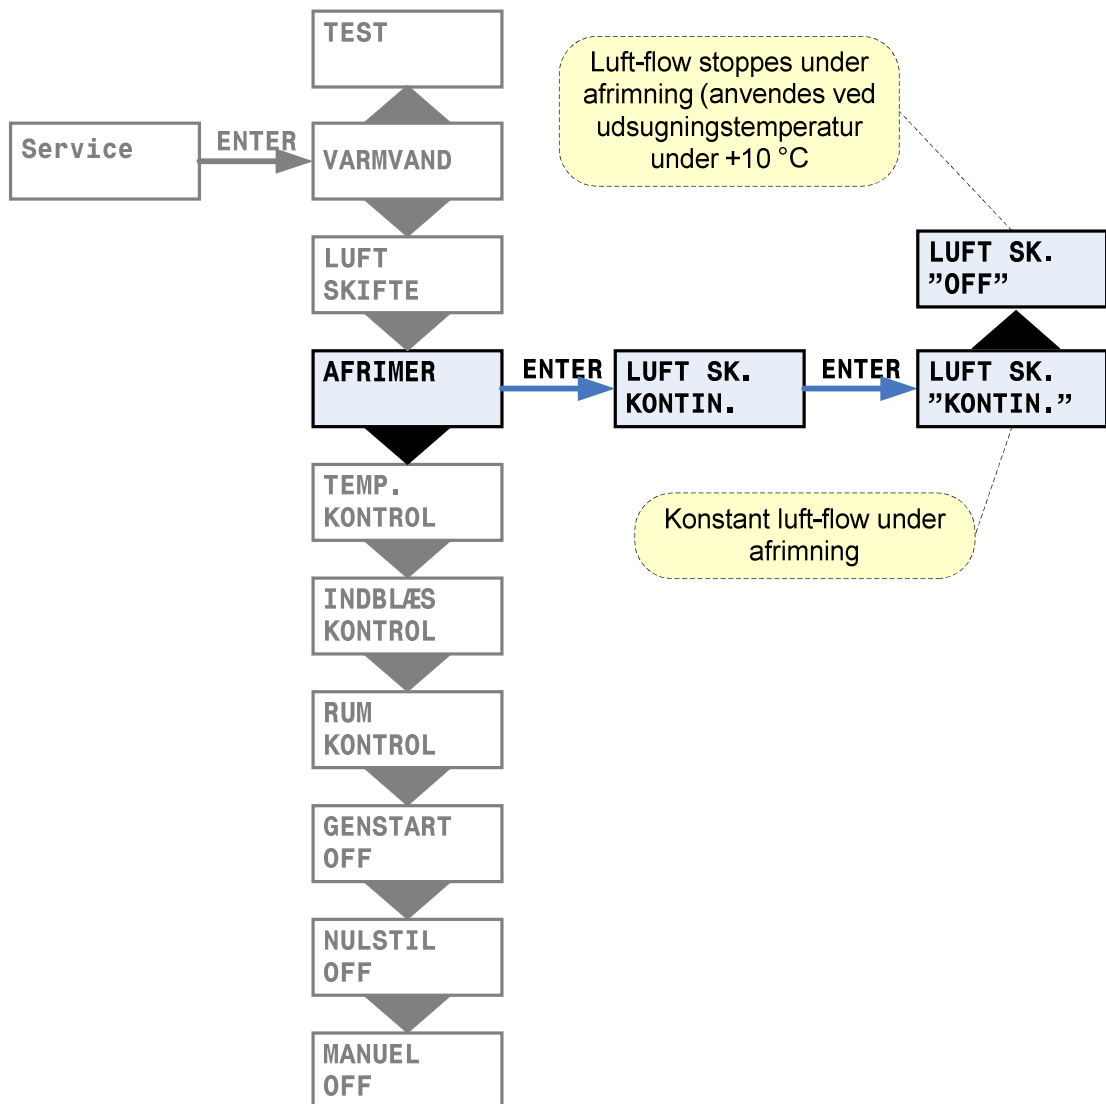 TEST
Luft-flow stoppes under
afrimning (anvendes ved
udsugningstemperatur
under +10 °C
Service
ENTER
VARMVAND
LUFT
SKIFTE
LUFT SK.
”OFF”
AFRIMER
ENTER
LUFT SK.
KONTIN.
ENTER
LUFT SK.
”KONTIN.”
TEMP.
KONTROL
Konstant luft-flow under
afrimning
INDBLÆS
KONTROL
RUM
KONTROL
GENSTART
OFF
NULSTIL
OFF
MANUEL
OFF